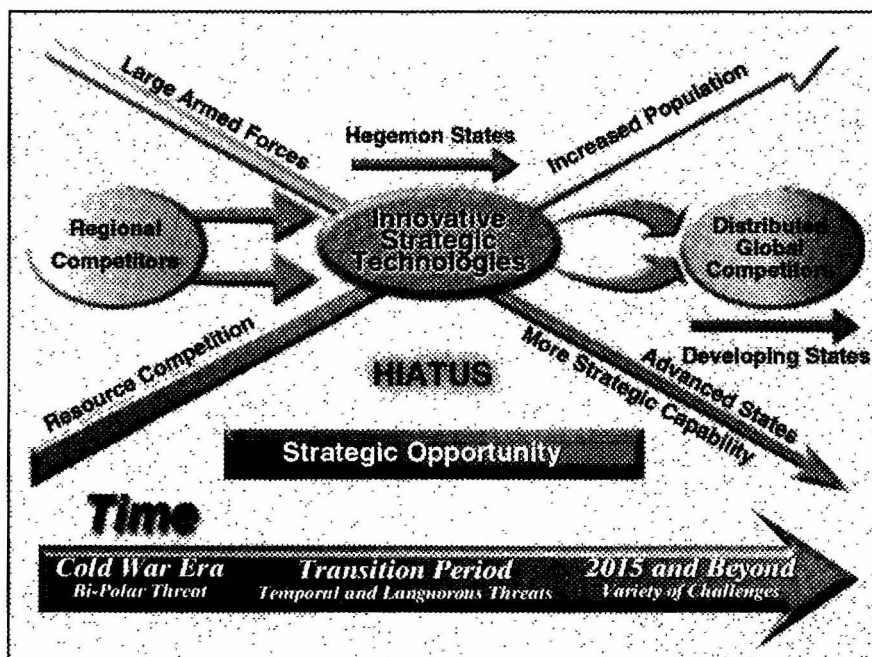 Large Armed Forces
Hegemon States
Increased Population
Regional
Competitors
Innovative
Strategic
Technologies
Distributed
Global
Competitors
Developing States
Resource Competition
HIATUS
Advanced States
More Strategic Capability
Strategic Opportunity
Time
Cold War Era
Bi-Polar Threat
Transition Period
Temporal and Languorous Threats
2015 and Beyond
Variety of Challenges